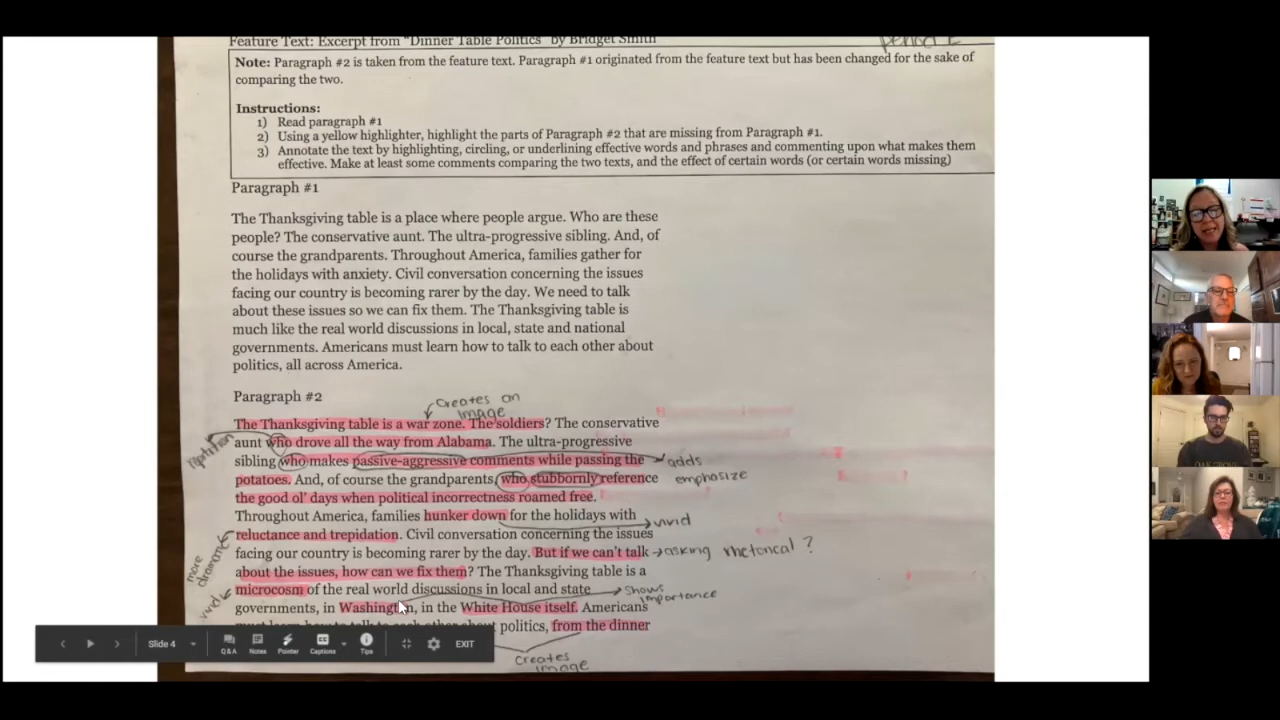 Feature Text: Excerpt from "Dinner Table Politics" by Bridget Smith
Note: Paragraph #2 is taken from the feature text. Paragraph #1 originated from the feature text but has been changed for the sake of
comparing the two.
Instructions:
1) Read paragraph #1
2) Using a yellow highlighter, highlight the parts of Paragraph #2 that are missing from Paragraph #1.
3) Annotate the text by highlighting, circling, or underlining effective words and phrases and commenting upon what makes them
effective. Make at least some comments comparing the two texts, and the effect of certain words (or certain words missing)
Paragraph #1
The Thanksgiving table is a place where people argue. Who are these
people? The conservative aunt. The ultra-progressive sibling. And, of
course the grandparents. Throughout America, families gather for
the holidays with anxiety. Civil conversation concerning the issues
facing our country is becoming rarer by the day. We need to talk
about these issues so we can fix them. The Thanksgiving table is
much like the real world discussions in local, state and national
governments. Americans must learn how to talk to each other about
politics, all across America.
Paragraph #2
creates an
image
The Thanksgiving table is a war zone. The soldiers? The conservative
aunt who drove all the way from Alabama. The ultra-progressive
repetition
sibling who makes passive-aggressive comments while passing the
adds
potatoes. And, of course the grandparents who stubbornly reference
emphasize
the good ol' days when political incorrectness roamed free.
Throughout America, families hunker down for the holidays with
vivid
reluctance and trepidation. Civil conversation concerning the issues
more
dramatic
facing our country is becoming rarer by the day. But if we can't talk
asking rhetorical ?
about the issues, how can we fix them? The Thanksgiving table is a
vivid
microcosm of the real world discussions in local and state
shows
importance
governments, in Washington, in the White House itself. Americans
politics, from the dinner
creates
image
Slide 4
Q&A
Notes
Pointer
Captions
Tips
EXIT